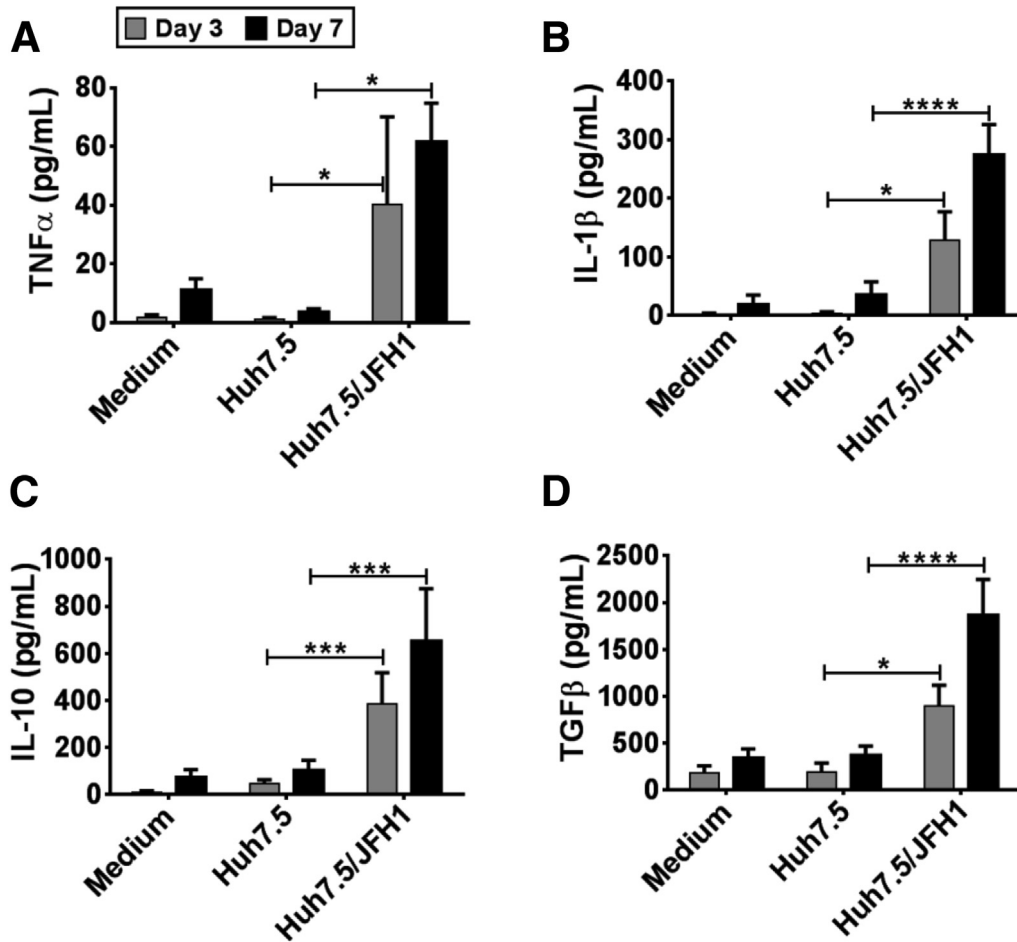 A
Day 3 Day 7
TNFα (pg/mL)
80
60
40
20
0
*
*
Medium
Huh7.5
Huh7.5/JFH1
B
IL-1β (pg/mL)
400
300
200
100
0
****
*
Medium
Huh7.5
Huh7.5/JFH1
C
IL-10 (pg/mL)
1000
800
600
400
200
0
***
***
Medium
Huh7.5
Huh7.5/JFH1
D
TGFβ (pg/mL)
2500
2000
1500
1000
500
0
****
*
Medium
Huh7.5
Huh7.5/JFH1